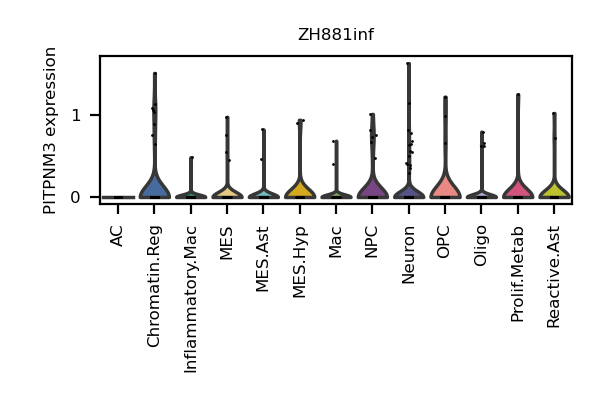 ZH881inf
PITPNM3 expression
1
0
AC
Chromatin.Reg
Inflammatory.Mac
MES
MES.Ast
MES.Hyp
Mac
NPC
Neuron
OPC
Oligo
Prolif.Metab
Reactive.Ast